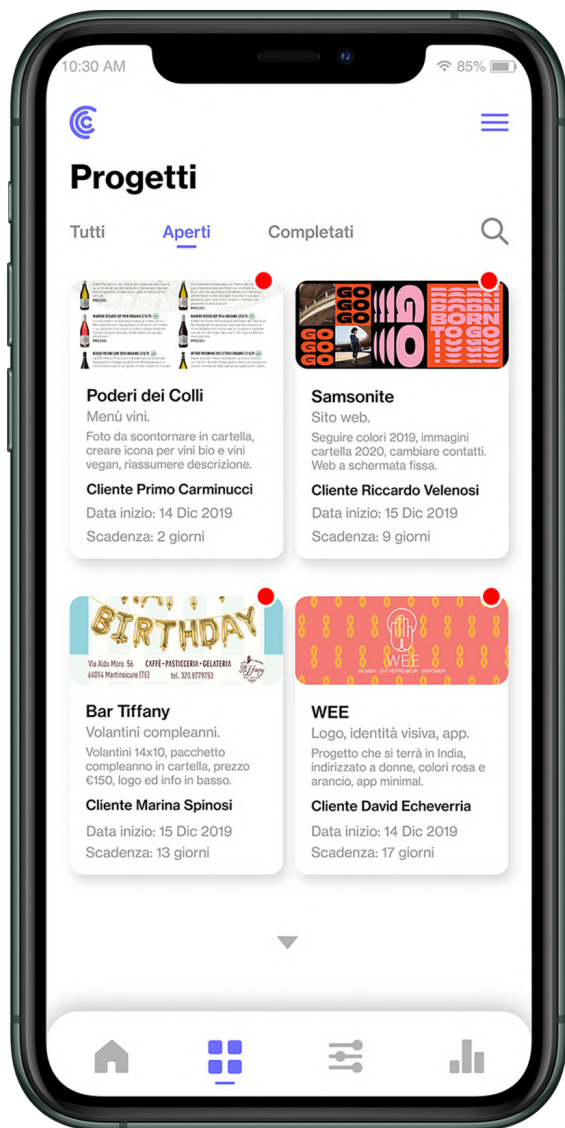 10:30 AM
85%
Progetti
Tutti
Aperti
Completati
Poderi dei Colli
Menù vini.
Foto da scontornare in cartella,
creare icona per vini bio e vini
vegan, riassumere descrizione.
Cliente Primo Carminucci
Data inizio: 14 Dic 2019
Scadenza: 2 giorni
Samsonite
Sito web.
Seguire colori 2019, immagini
cartella 2020, cambiare contatti.
Web a schermata fissa.
Cliente Riccardo Velenosi
Data inizio: 15 Dic 2019
Scadenza: 9 giorni
BIRTHDAY
Via Aldo Moro 56
64014 Martinsicuro (TE)
CAFFÈ • PASTICCERIA • GELATERIA
tel. 320.8779753
Tiffany
Bar Tiffany
Volantini compleanni.
Volantini 14x10, pacchetto
compleanno in cartella, prezzo
€150, logo ed info in basso.
Cliente Marina Spinosi
Data inizio: 15 Dic 2019
Scadenza: 13 giorni
WEE
WOMEN ENTREPRENEUR EMPOWER
WEE
Logo, identità visiva, app.
Progetto che si terrà in India,
indirizzato a donne, colori rosa e
arancio, app minimal.
Cliente David Echeverria
Data inizio: 14 Dic 2019
Scadenza: 17 giorni